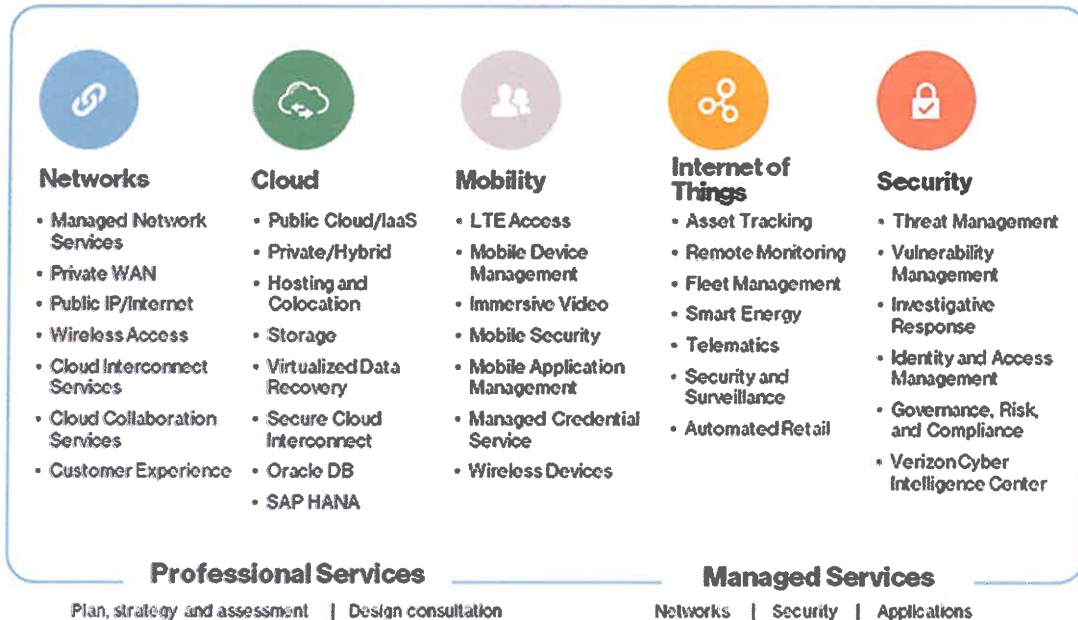 Networks
• Managed Network
Services
• Private WAN
• Public IP/Internet
• Wireless Access
• Cloud Interconnect
Services
• Cloud Collaboration
Services
• Customer Experience
Cloud
• Public Cloud/IaaS
• Private/Hybrid
• Hosting and
Colocation
• Storage
• Virtualized Data
Recovery
• Secure Cloud
Interconnect
• Oracle DB
• SAP HANA
Mobility
• LTE Access
• Mobile Device
Management
• Immersive Video
• Mobile Security
• Mobile Application
Management
• Managed Credential
Service
• Wireless Devices
Internet of
Things
• Asset Tracking
• Remote Monitoring
• Fleet Management
• Smart Energy
• Telematics
• Security and
Surveillance
• Automated Retail
Security
• Threat Management
• Vulnerability
Management
• Investigative
Response
• Identity and Access
Management
• Governance, Risk,
and Compliance
• Verizon Cyber
Intelligence Center
Professional Services
Plan, strategy and assessment | Design consultation
Managed Services
Networks | Security | Applications